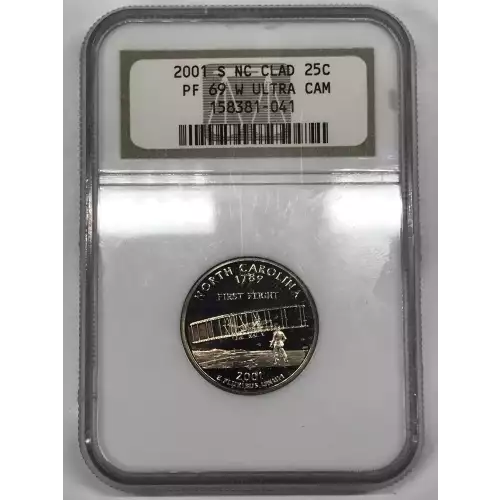 2001 S NC CLAD 25C
PF 69 W ULTRA CAM
158381-041
NORTH CAROLINA
1789
FIRST FLIGHT
2001
E PLURIBUS UNUM